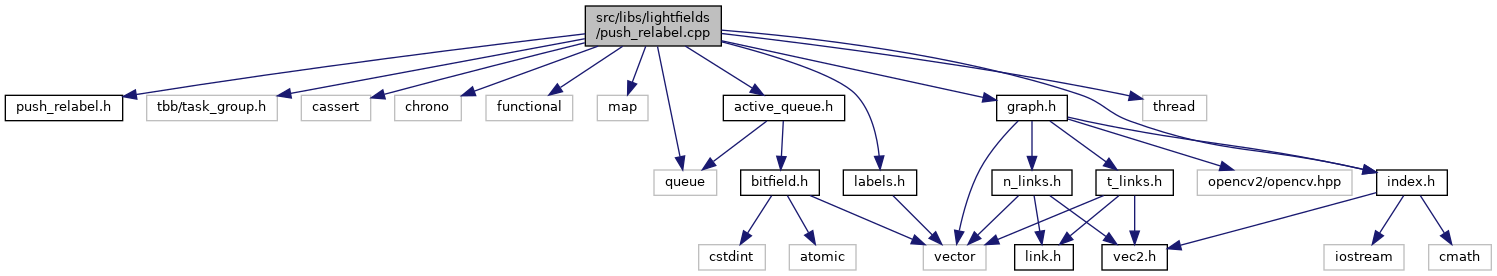 src/libs/lightfields
/push_relabel.cpp
push_relabel.h
tbb/task_group.h
cassert
chrono
functional
map
active_queue.h
graph.h
thread
queue
bitfield.h
labels.h
n_links.h
t_links.h
opencv2/opencv.hpp
index.h
cstdint
atomic
vector
link.h
vec2.h
iostream
cmath